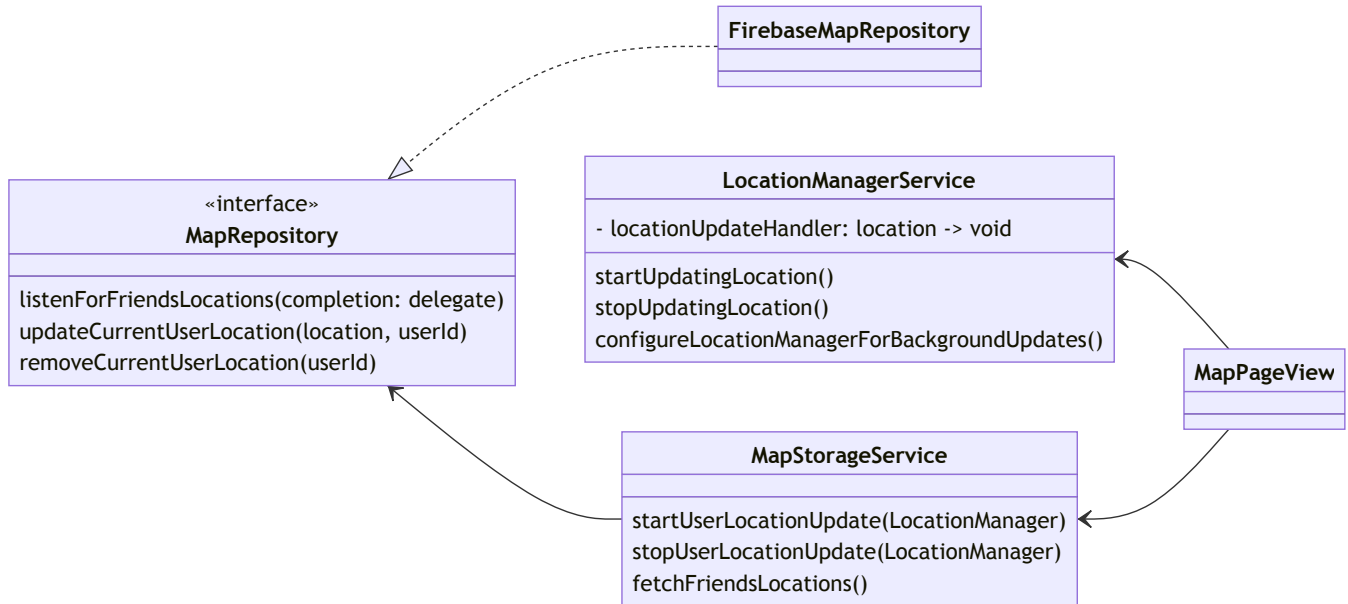 FirebaseMapRepository
«interface»
MapRepository
listenForFriendsLocations(completion: delegate)
updateCurrentUserLocation(location, userId)
removeCurrentUserLocation(userId)
LocationManagerService
- locationUpdateHandler: location -> void
startUpdatingLocation()
stopUpdatingLocation()
configureLocationManagerForBackgroundUpdates()
MapPageView
MapStorageService
startUserLocationUpdate(LocationManager)
stopUserLocationUpdate(LocationManager)
fetchFriendsLocations()